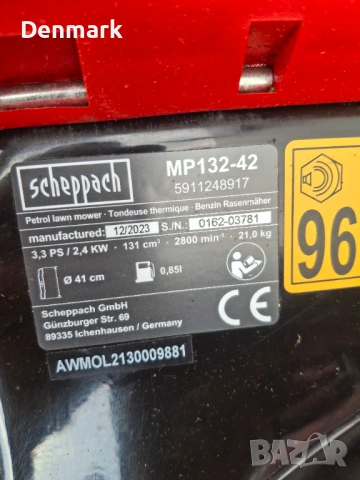 Denmark
scheppach
MP132-42
5911248917
Petrol lawn mower · Tondeuse thermique · Benzin Rasenmäher
manufactured: 12/2023 S./N.: 0162-03781
3,3 PS / 2,4 KW · 131 cm³ · 2800 min⁻¹ · 21,0 kg
Ø 41 cm
0,85l
Scheppach GmbH
Günzburger Str. 69
89335 Ichenhausen / Germany
CE
AWMOL2130009881
96
BAZAR.BG